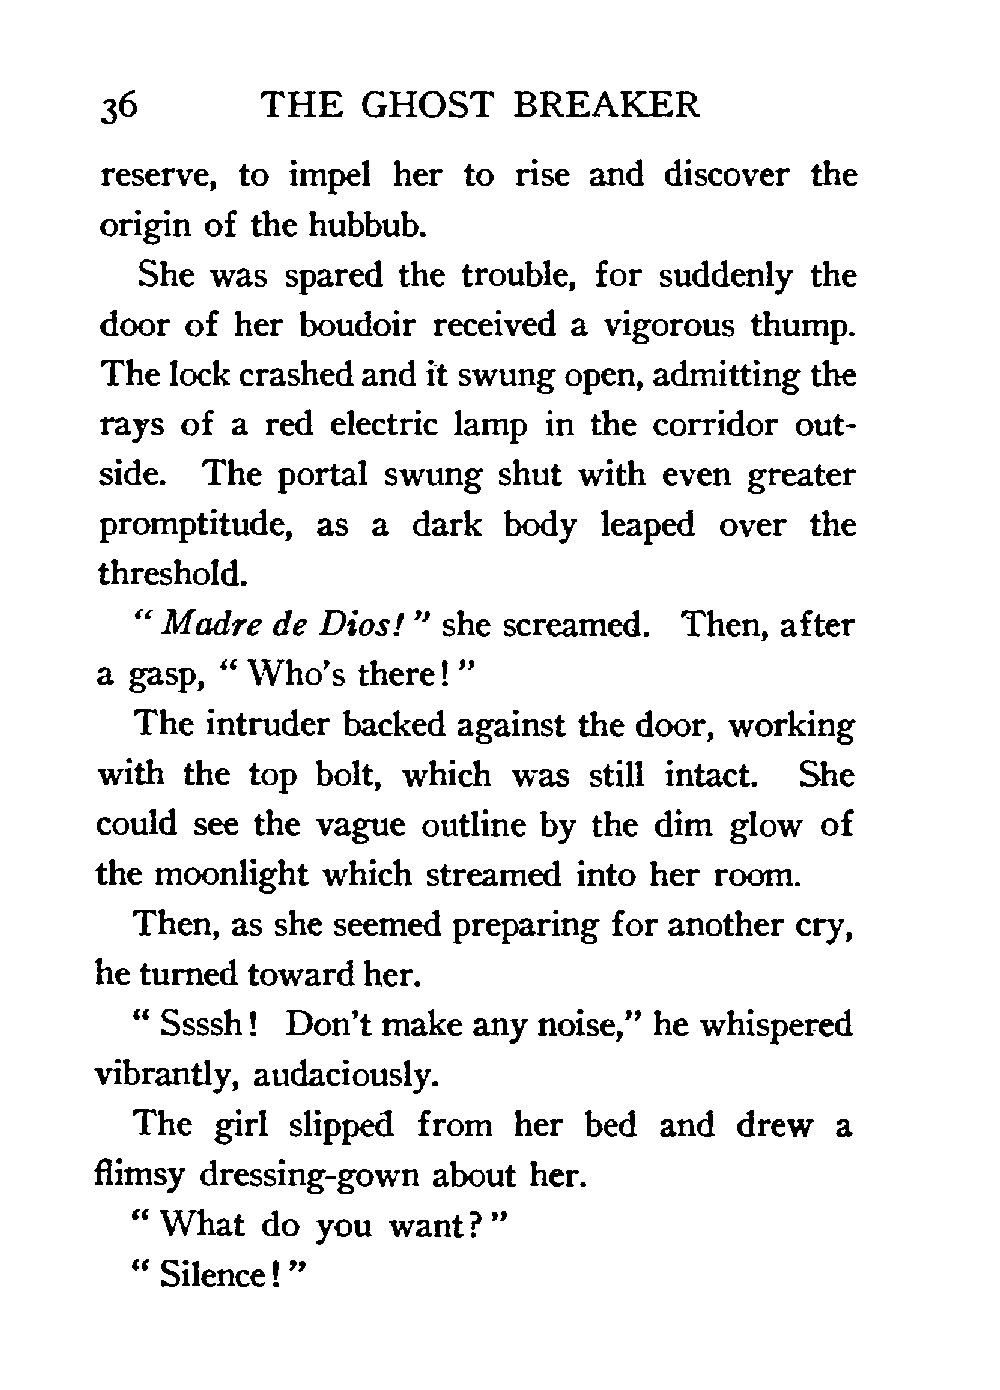 36 THE GHOST BREAKER
reserve, to impel her to rise and discover the
origin of the hubbub.
She was spared the trouble, for suddenly the
door of her boudoir received a vigorous thump.
The lock crashed and it swung open, admitting the
rays of a red electric lamp in the corridor out-
side. The portal swung shut with even greater
promptitude, as a dark body leaped over the
threshold.
“ Madre de Dios! ” she screamed. Then, after
a gasp, “ Who’s there! ”
The intruder backed against the door, working
with the top bolt, which was still intact. She
could see the vague outline by the dim glow of
the moonlight which streamed into her room.
Then, as she seemed preparing for another cry,
he turned toward her.
“ Ssssh! Don’t make any noise,” he whispered
vibrantly, audaciously.
The girl slipped from her bed and drew a
flimsy dressing-gown about her.
“ What do you want? ”
“ Silence! ”